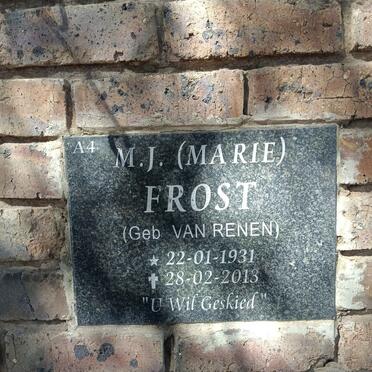 A4
M.J. (MARIE)
FROST
(Geb VAN RENEN)
★ 22-01-1931
✝ 28-02-2013
"U Wil Geskied"